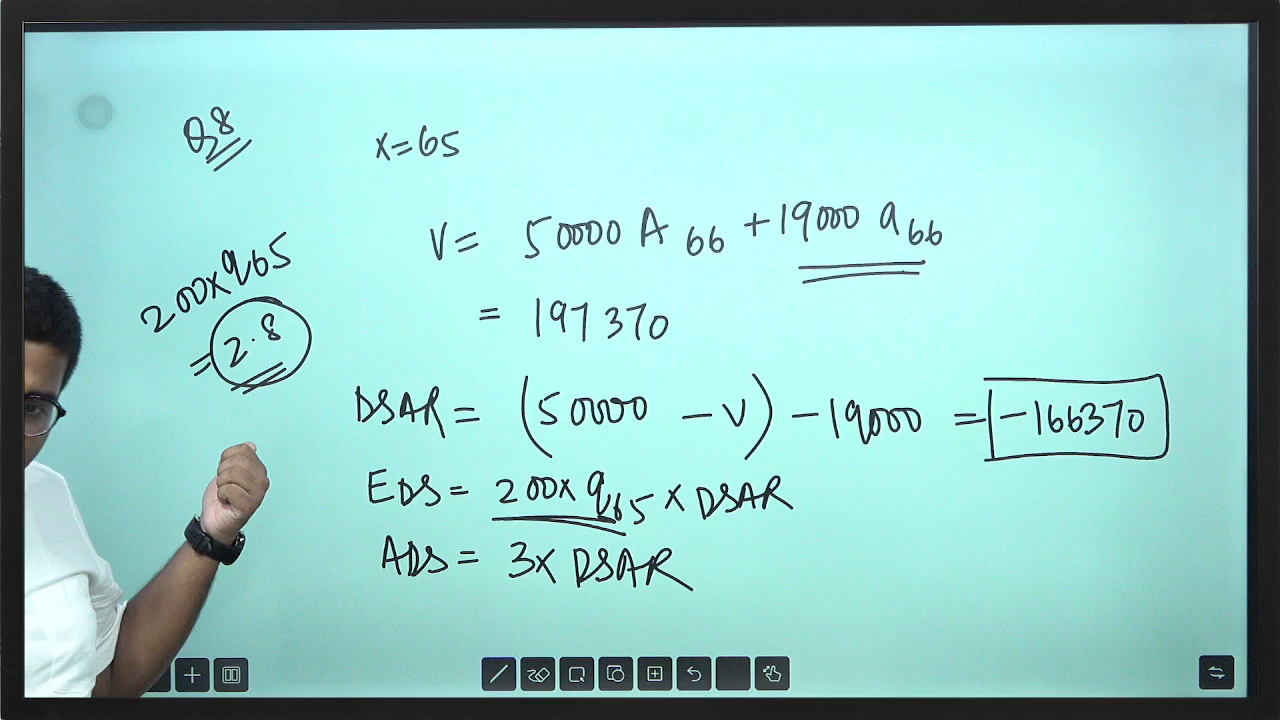 Q8
x=65
V= 50000 A 66 +19000 a 66
200x q65
= 197370
= 2.8
DSAR = (50000 - V) - 19000 = -166370
EDS = 200x q65 x DSAR
ADS = 3x DSAR